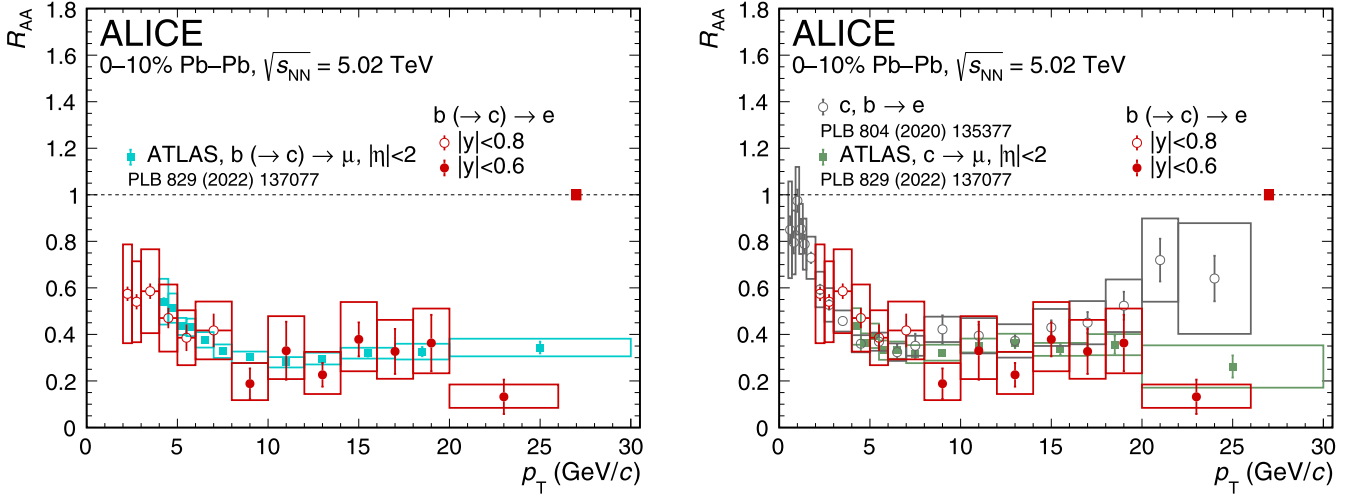 R_AA
1.8
1.6
1.4
1.2
1
0.8
0.6
0.4
0.2
0
ALICE
0–10% Pb–Pb, √s_NN = 5.02 TeV
b (→ c) → e
ATLAS, b (→ c) → μ, |η|<2
|y|<0.8
PLB 829 (2022) 137077
|y|<0.6
0 5 10 15 20 25 30
p_T (GeV/c)
R_AA
1.8
1.6
1.4
1.2
1
0.8
0.6
0.4
0.2
0
ALICE
0–10% Pb–Pb, √s_NN = 5.02 TeV
c, b → e
b (→ c) → e
PLB 804 (2020) 135377
|y|<0.8
ATLAS, c → μ, |η|<2
|y|<0.6
PLB 829 (2022) 137077
0 5 10 15 20 25 30
p_T (GeV/c)